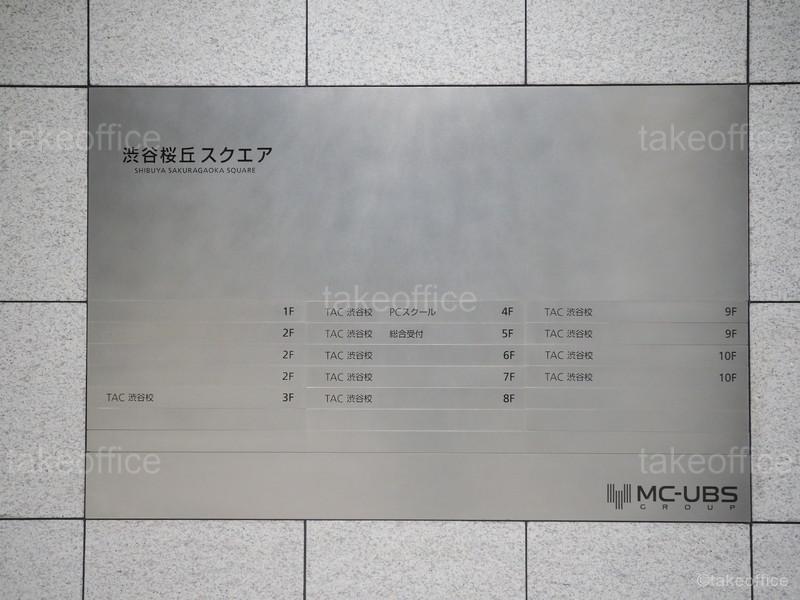 渋谷桜丘スクエア
SHIBUYA SAKURAGAOKA SQUARE
1F
2F
2F
2F
TAC 渋谷校 3F
TAC 渋谷校 PCスクール 4F
TAC 渋谷校 総合受付 5F
TAC 渋谷校 6F
TAC 渋谷校 7F
TAC 渋谷校 8F
TAC 渋谷校 9F
TAC 渋谷校 9F
TAC 渋谷校 10F
TAC 渋谷校 10F
MC-UBS
GROUP
takeoffice
takeoffice
takeoffice
takeoffice
takeoffice
©takeoffice